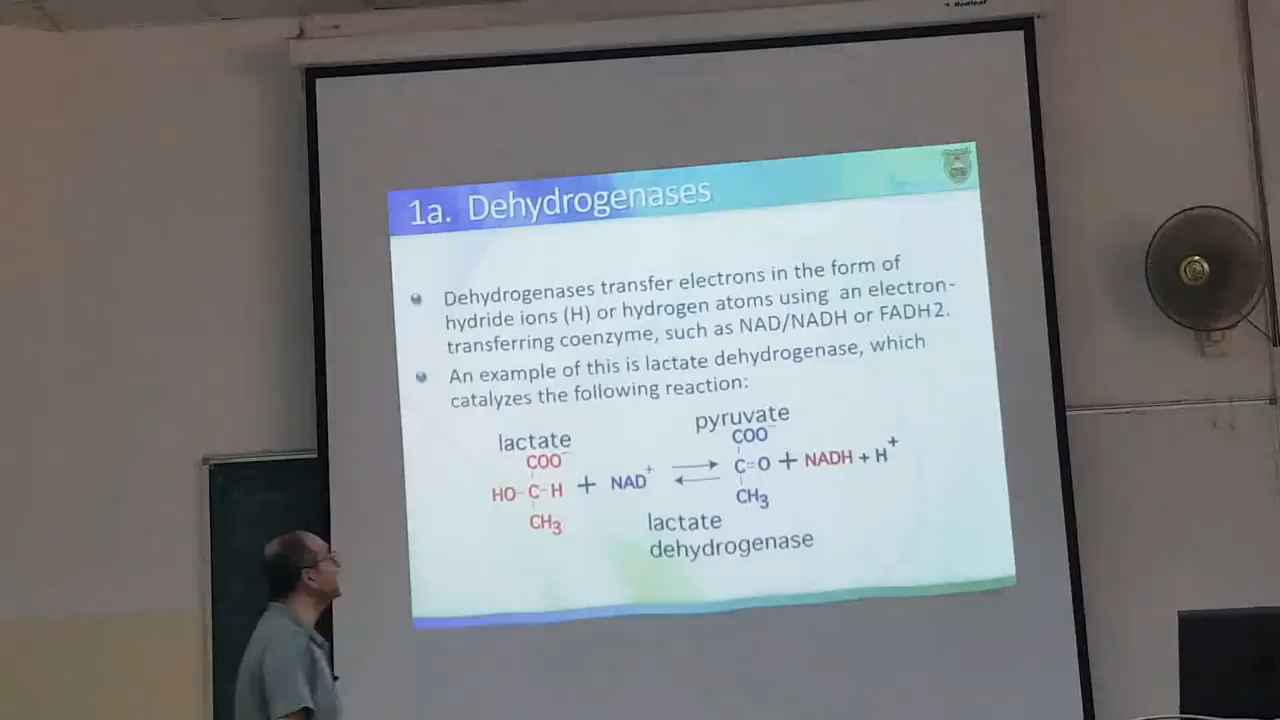 Redleaf
1a. Dehydrogenases
Dehydrogenases transfer electrons in the form of
hydride ions (H) or hydrogen atoms using an electron-
transferring coenzyme, such as NAD/NADH or FADH2.
An example of this is lactate dehydrogenase, which
catalyzes the following reaction:
lactate
COO⁻
HO-C-H + NAD⁺
CH3
pyruvate
COO⁻
C=O + NADH + H⁺
CH3
lactate
dehydrogenase